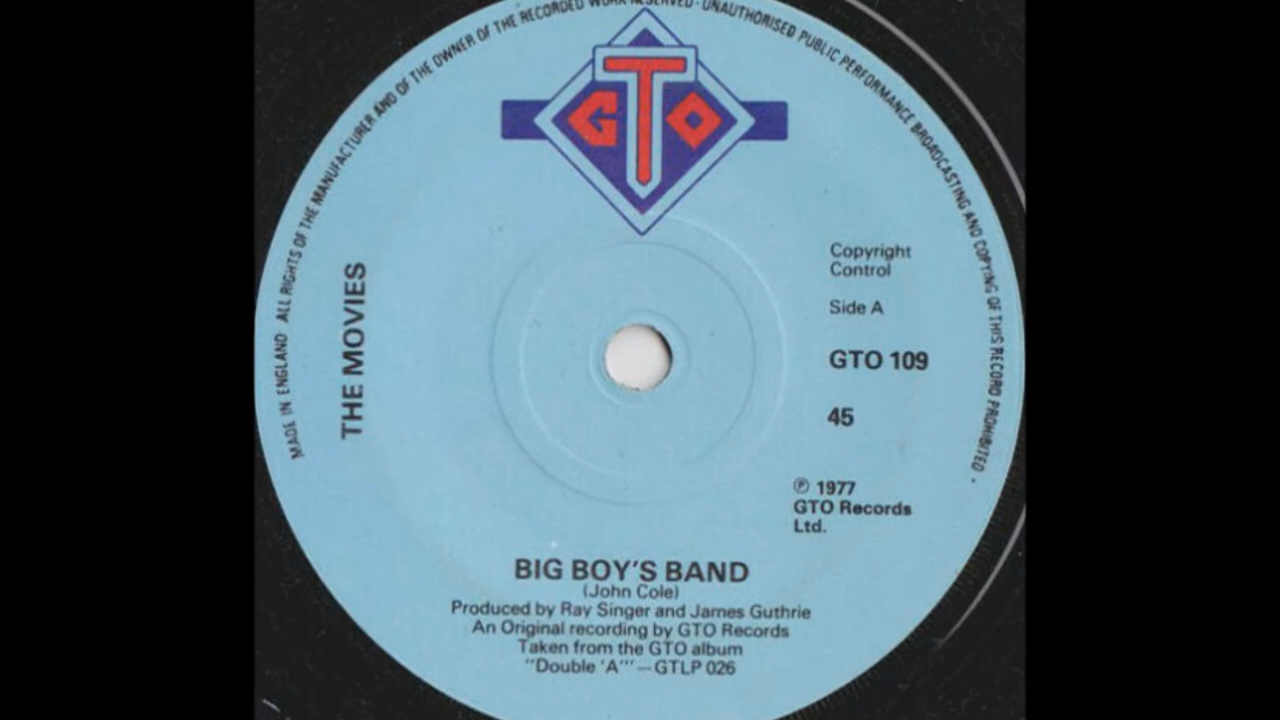 MADE IN ENGLAND ALL RIGHTS OF THE MANUFACTURER AND OF THE OWNER OF THE RECORDED WORK RESERVED · UNAUTHORISED PUBLIC PERFORMANCE BROADCASTING AND COPYING OF THIS RECORD PROHIBITED ·
GTO
THE MOVIES
Copyright
Control
Side A
GTO 109
45
℗ 1977
GTO Records
Ltd.
BIG BOY'S BAND
(John Cole)
Produced by Ray Singer and James Guthrie
An Original recording by GTO Records
Taken from the GTO album
"Double 'A'" — GTLP 026